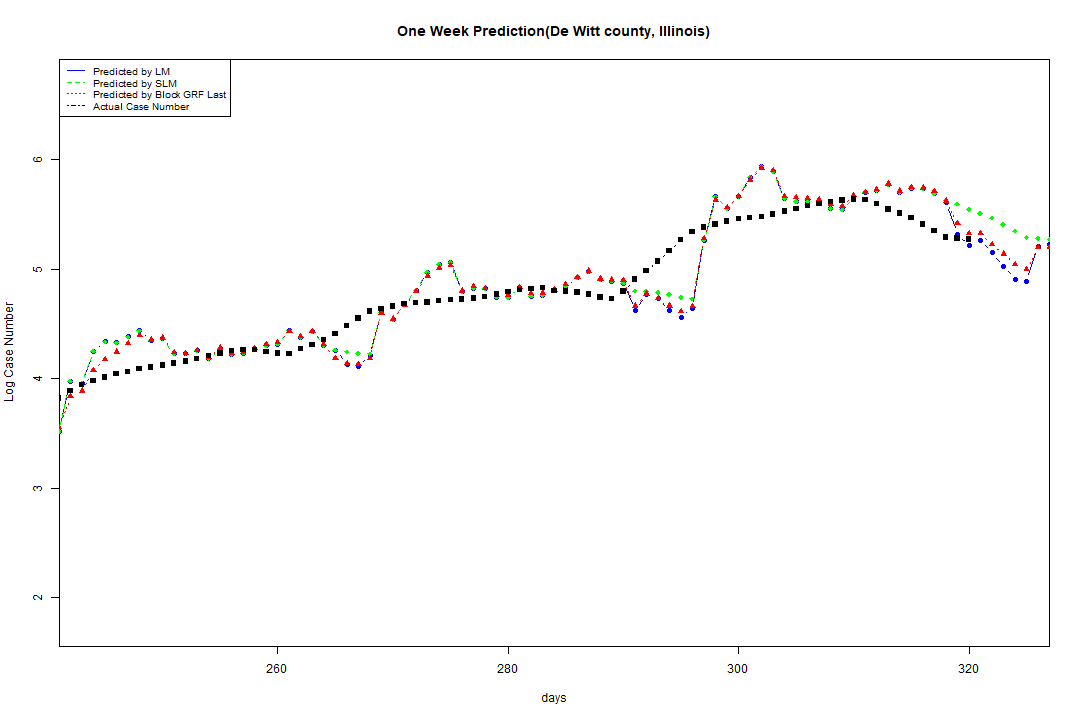 One Week Prediction(De Witt county, Illinois)
Predicted by LM
Predicted by SLM
Predicted by Block GRF Last
Actual Case Number
6
5
4
3
2
Log Case Number
260 280 300 320
days